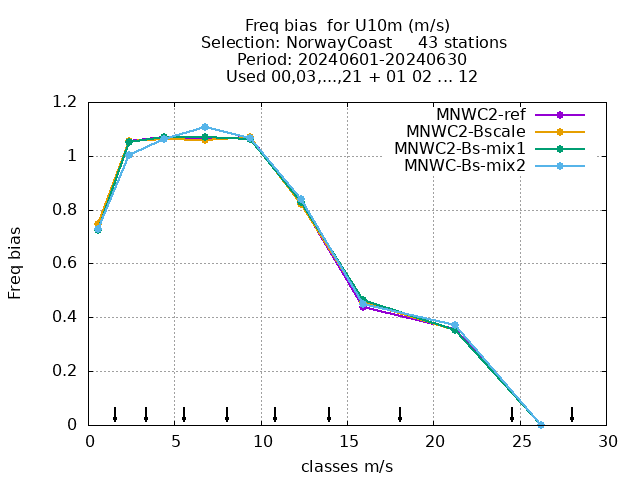 Freq bias  for U10m (m/s)
Selection: NorwayCoast     43 stations
Period: 20240601-20240630
Used 00,03,...,21 + 01 02 ... 12
MNWC2-ref
MNWC2-Bscale
MNWC2-Bs-mix1
MNWC-Bs-mix2
Freq bias
1.2
1
0.8
0.6
0.4
0.2
0
0 5 10 15 20 25 30
classes m/s